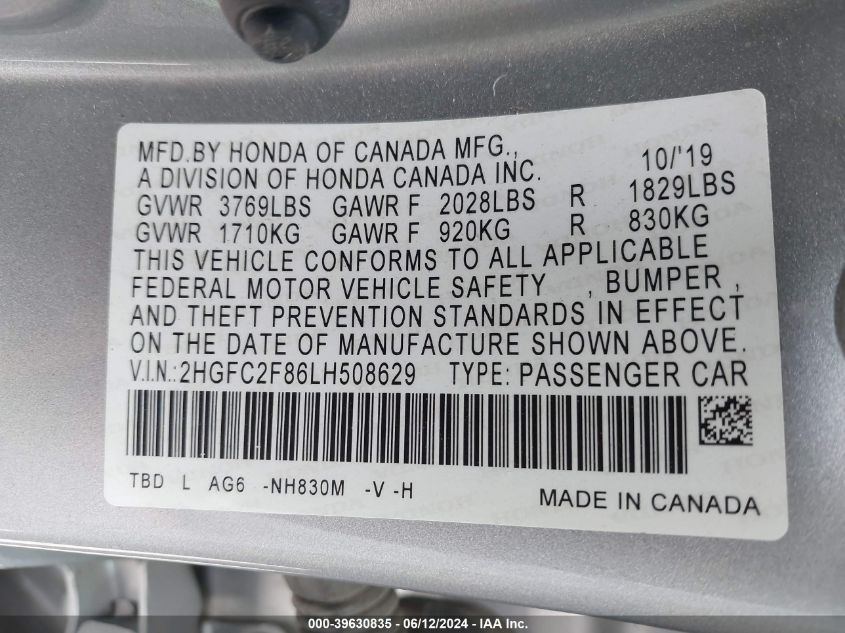 MFD.BY HONDA OF CANADA MFG., 10/'19
A DIVISION OF HONDA CANADA INC.
GVWR 3769LBS GAWR F 2028LBS R 1829LBS
GVWR 1710KG GAWR F 920KG R 830KG
THIS VEHICLE CONFORMS TO ALL APPLICABLE
FEDERAL MOTOR VEHICLE SAFETY , BUMPER ,
AND THEFT PREVENTION STANDARDS IN EFFECT
ON THE DATE OF MANUFACTURE SHOWN ABOVE.
V.I.N.:2HGFC2F86LH508629 TYPE: PASSENGER CAR
TBD L AG6 -NH830M -V -H MADE IN CANADA
000-39630835 - 06/12/2024 - IAA Inc.